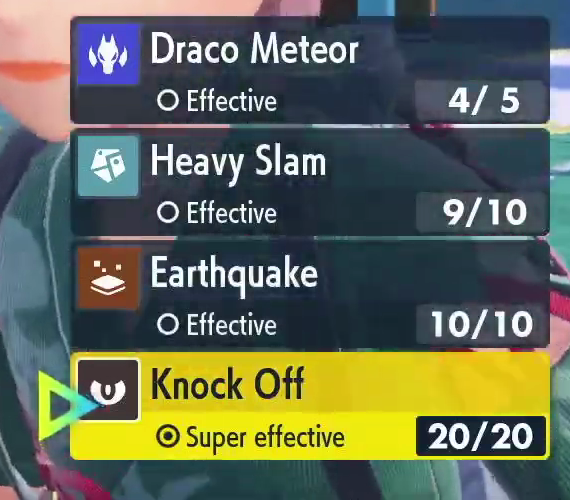 Draco Meteor
Effective
4/ 5
Heavy Slam
Effective
9/10
Earthquake
Effective
10/10
Knock Off
Super effective
20/20